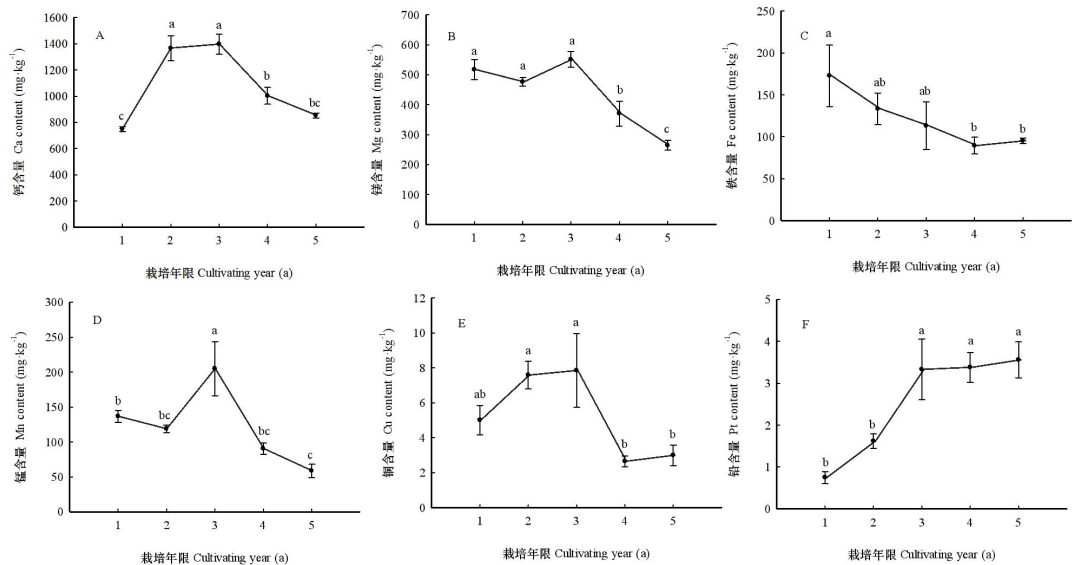 A
钙含量 Ca content (mg·kg⁻¹)
1600
1400
1200
1000
800
600
400
200
0
c
a
a
b
bc
1 2 3 4 5
栽培年限 Cultivating year (a)
B
镁含量 Mg content (mg·kg⁻¹)
700
600
500
400
300
200
100
0
a
a
a
b
c
1 2 3 4 5
栽培年限 Cultivating year (a)
C
铁含量 Fe content (mg·kg⁻¹)
250
200
150
100
50
0
a
ab
ab
b
b
1 2 3 4 5
栽培年限 Cultivating year (a)
D
锰含量 Mn content (mg·kg⁻¹)
300
250
200
150
100
50
0
b
bc
a
bc
c
1 2 3 4 5
栽培年限 Cultivating year (a)
E
铜含量 Cu content (mg·kg⁻¹)
12
10
8
6
4
2
0
ab
a
a
b
b
1 2 3 4 5
栽培年限 Cultivating year (a)
F
铅含量 Pt content (mg·kg⁻¹)
5
4
3
2
1
0
b
b
a
a
a
1 2 3 4 5
栽培年限 Cultivating year (a)